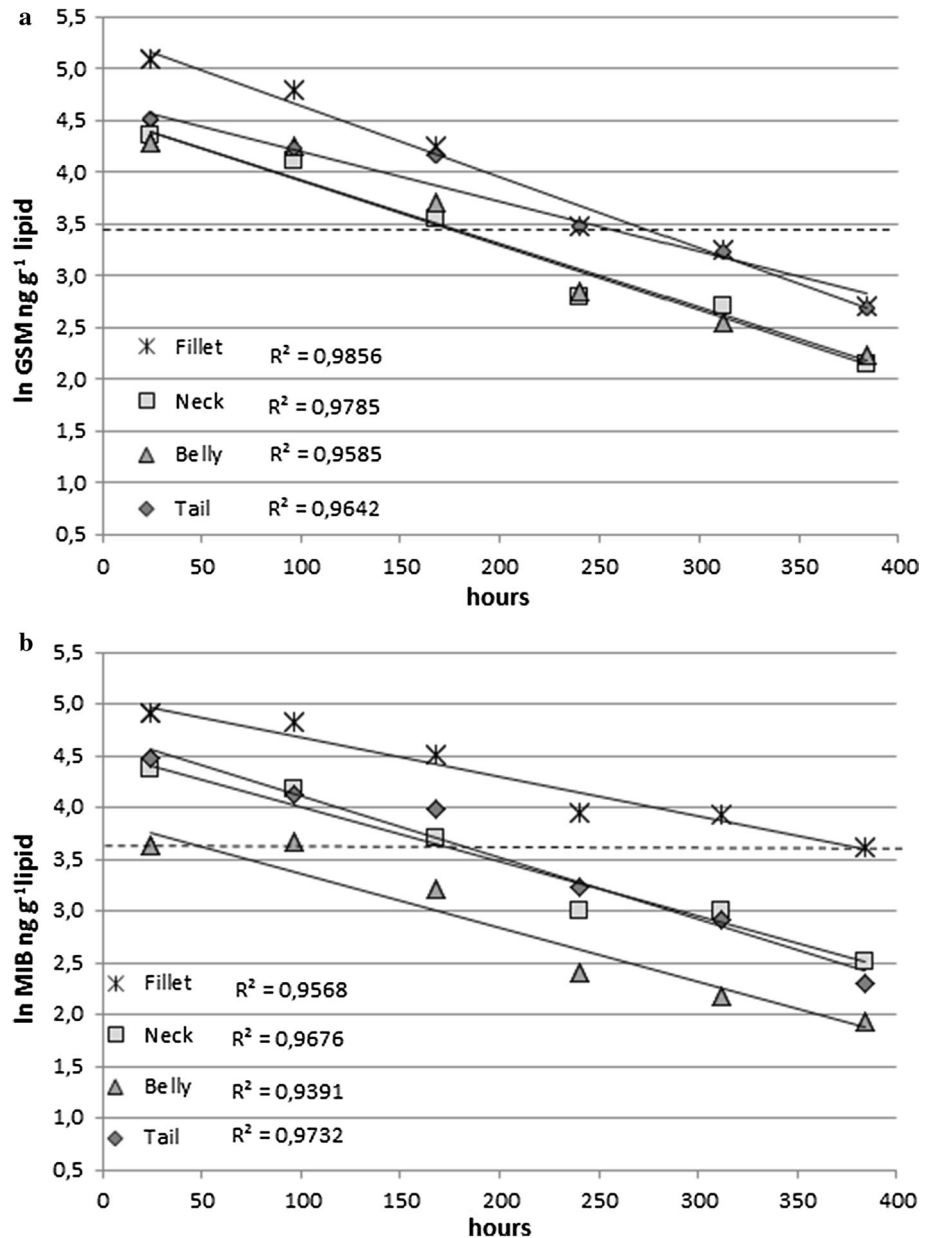 a
5,5
5,0
4,5
4,0
3,5
3,0
2,5
2,0
1,5
1,0
0,5
ln GSM ng g⁻¹ lipid
Fillet R² = 0,9856
Neck R² = 0,9785
Belly R² = 0,9585
Tail R² = 0,9642
0 50 100 150 200 250 300 350 400
hours
b
5,5
5,0
4,5
4,0
3,5
3,0
2,5
2,0
1,5
1,0
0,5
ln MIB ng g⁻¹ lipid
Fillet R² = 0,9568
Neck R² = 0,9676
Belly R² = 0,9391
Tail R² = 0,9732
0 50 100 150 200 250 300 350 400
hours